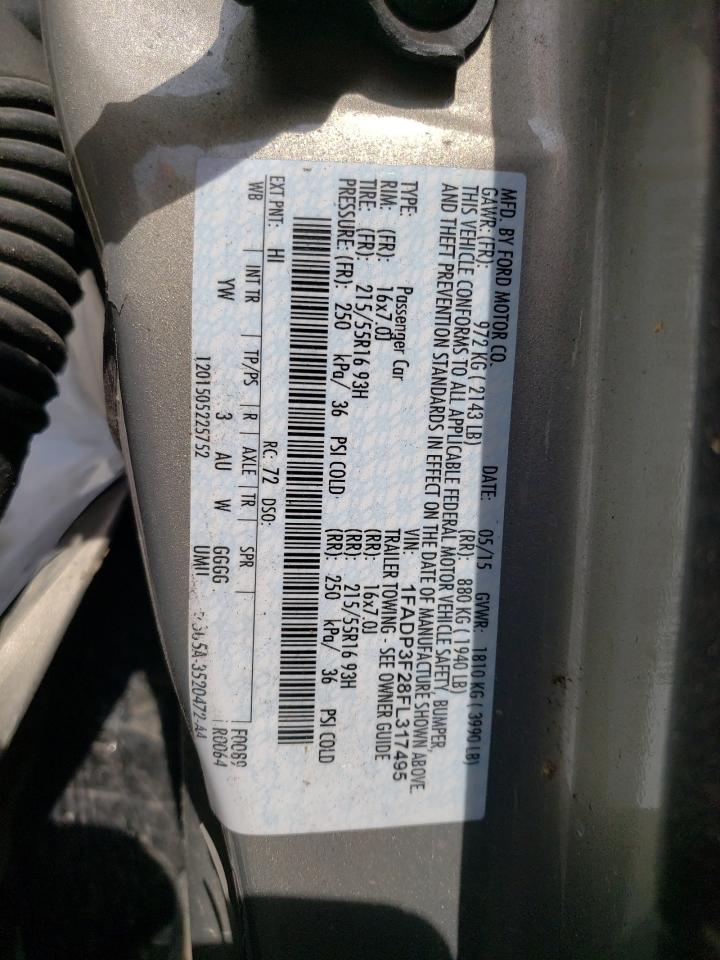 MFD. BY FORD MOTOR CO.
DATE: 05/15 GVWR: 1810 KG ( 3990 LB)
GAWR: (FR): 972 KG ( 2143 LB) (RR): 880 KG ( 1940 LB)
THIS VEHICLE CONFORMS TO ALL APPLICABLE FEDERAL MOTOR VEHICLE SAFETY, BUMPER,
AND THEFT PREVENTION STANDARDS IN EFFECT ON THE DATE OF MANUFACTURE SHOWN ABOVE.
VIN: 1FADP3F28FL317495
TYPE: Passenger Car TRAILER TOWING - SEE OWNER GUIDE
RIM: (FR): 16x7.0J (RR): 16x7.0J
TIRE: (FR): 215/55R16 93H (RR): 215/55R16 93H
PRESSURE: (FR): 250 kPa/ 36 PSI COLD (RR): 250 kPa/ 36 PSI COLD
EXT PNT: HI RC: 72 DSO: F0089
WB INT TR TP/PS R AXLE TR SPR R0064
YW 3 AU W GGGG
1201505225752 UMII 3520472-AA